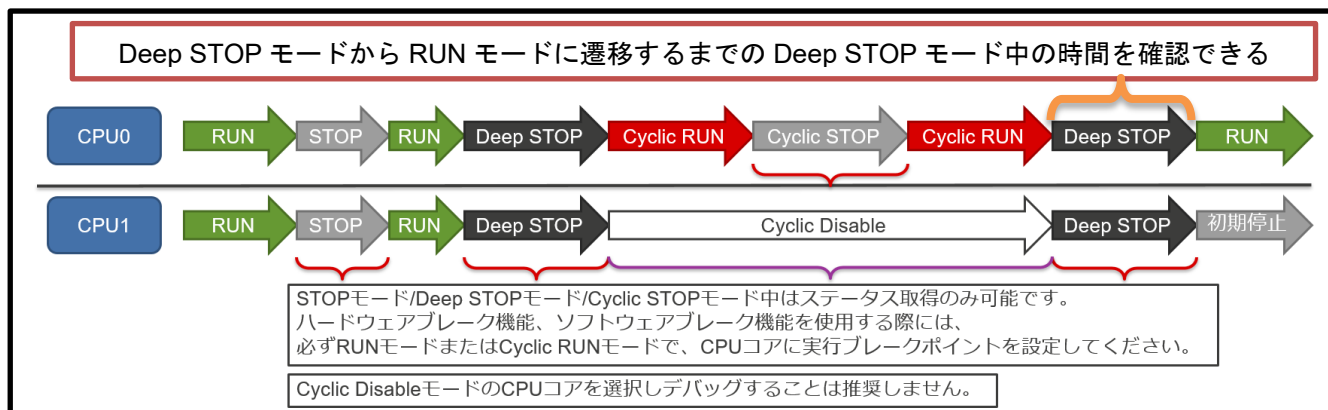 Deep STOP モードから RUN モードに遷移するまでの Deep STOP モード中の時間を確認できる
CPU0 RUN STOP RUN Deep STOP Cyclic RUN Cyclic STOP Cyclic RUN Deep STOP RUN
CPU1 RUN STOP RUN Deep STOP Cyclic Disable Deep STOP 初期停止
STOPモード/Deep STOPモード/Cyclic STOPモード中はステータス取得のみ可能です。
ハードウェアブレーク機能、ソフトウェアブレーク機能を使用する際には、
必ずRUNモードまたはCyclic RUNモードで、CPUコアに実行ブレークポイントを設定してください。
Cyclic DisableモードのCPUコアを選択しデバッグすることは推奨しません。